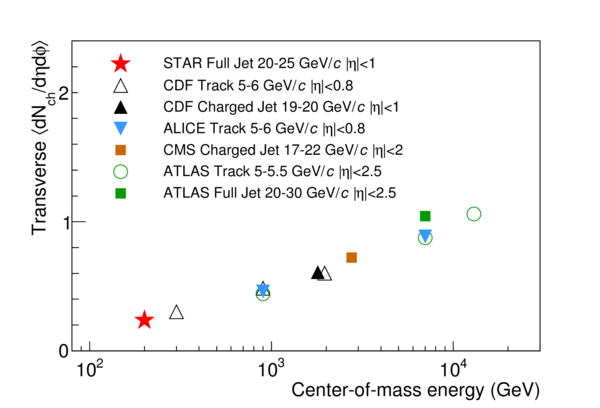 Transverse ⟨dN_ch/dηdϕ⟩
2
1
0
STAR Full Jet 20-25 GeV/c |η|<1
CDF Track 5-6 GeV/c |η|<0.8
CDF Charged Jet 19-20 GeV/c |η|<1
ALICE Track 5-6 GeV/c |η|<0.8
CMS Charged Jet 17-22 GeV/c |η|<2
ATLAS Track 5-5.5 GeV/c |η|<2.5
ATLAS Full Jet 20-30 GeV/c |η|<2.5
10² 10³ 10⁴
Center-of-mass energy (GeV)